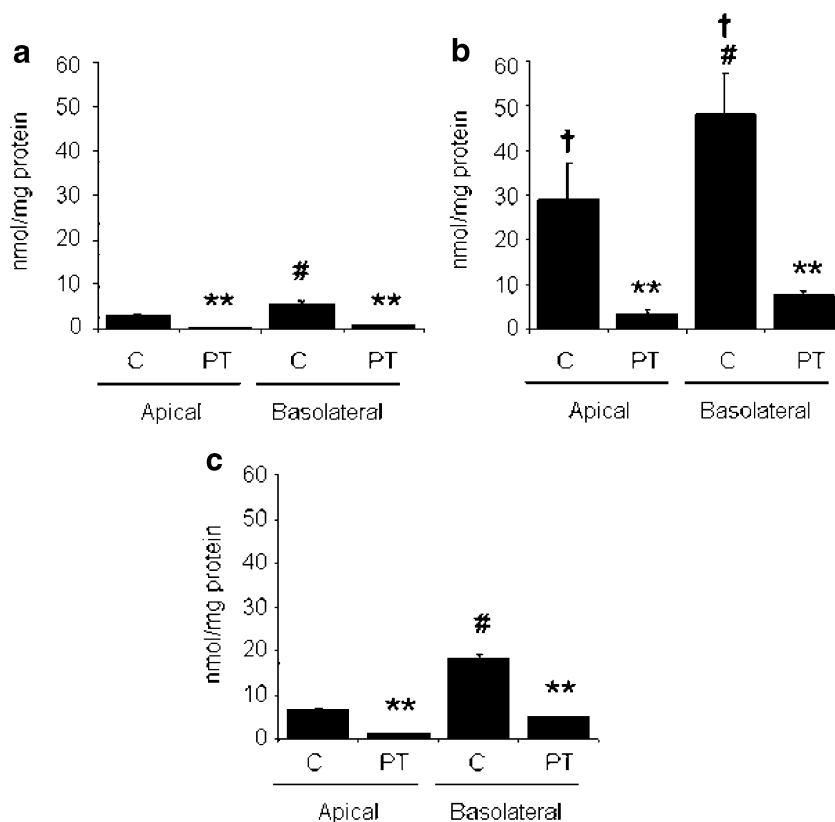 a
nmol/mg protein
60
50
40
30
20
10
0
** # **
C PT C PT
Apical Basolateral
b
nmol/mg protein
60
50
40
30
20
10
0
† ** † # **
C PT C PT
Apical Basolateral
c
nmol/mg protein
60
50
40
30
20
10
0
** # **
C PT C PT
Apical Basolateral